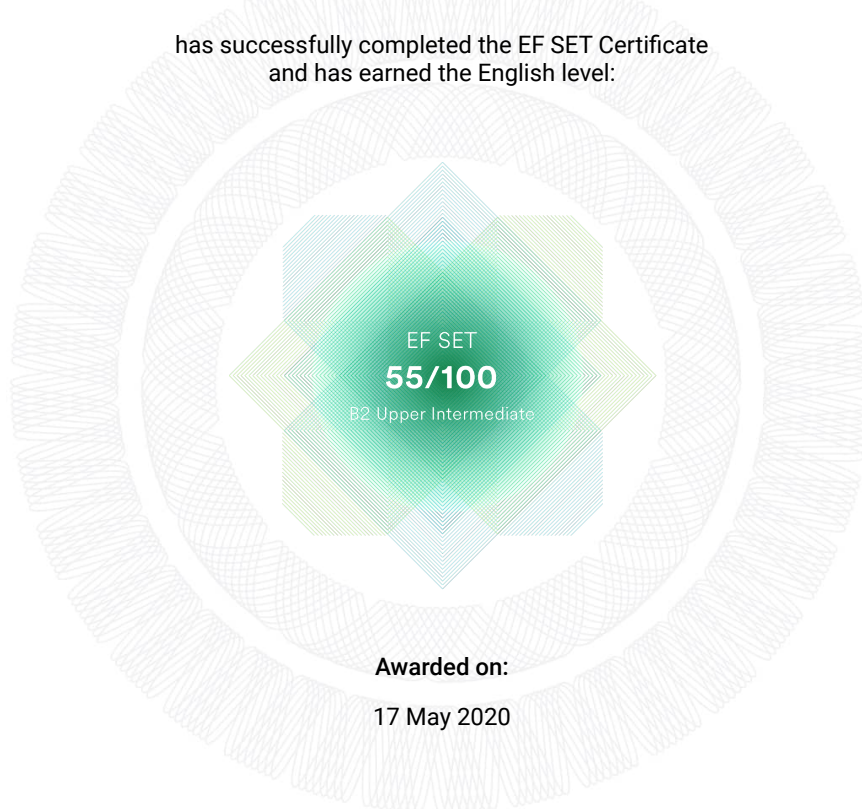 has successfully completed the EF SET Certificate
and has earned the English level:
EF SET
55/100
B2 Upper Intermediate
Awarded on:
17 May 2020